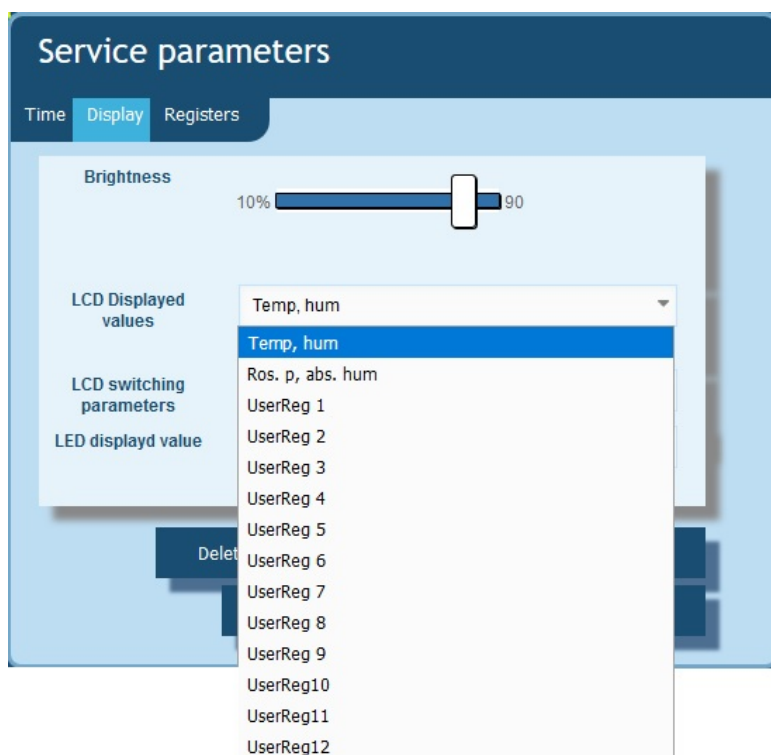 Service parameters
Time Display Registers
Brightness
10% 90
LCD Displayed
values
Temp, hum
Temp, hum
Ros. p, abs. hum
LCD switching
parameters
UserReg 1
UserReg 2
LED displayd value
UserReg 3
UserReg 4
UserReg 5
Delet
UserReg 6
UserReg 7
UserReg 8
UserReg 9
UserReg10
UserReg11
UserReg12